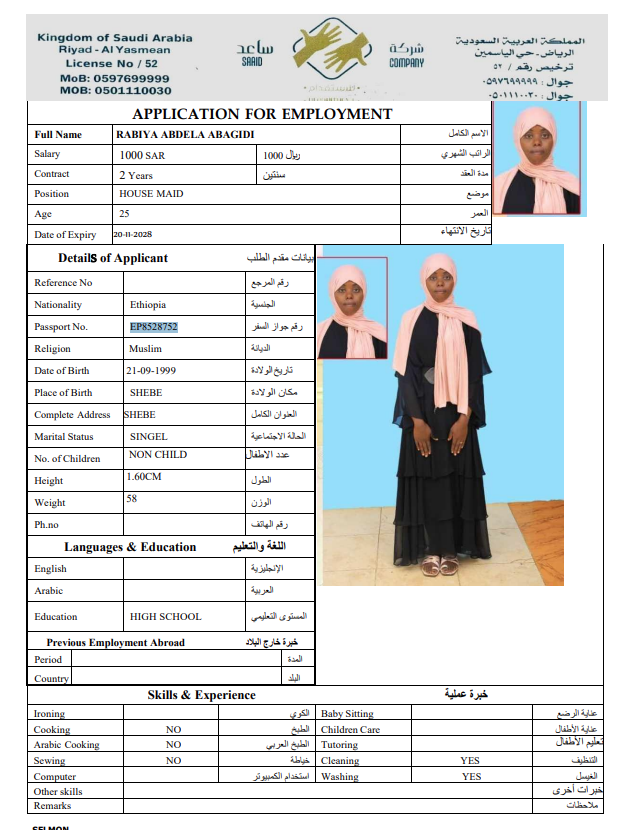 Kingdom of Saudi Arabia
Riyad - Al Yasmean
License No / 52
MoB: 0597699999
MOB: 0501110030
ساعد
SAAID
شركة
COMPANY
للاستقدام
المملكة العربية السعودية
الرياض - حي الياسمين
ترخيص رقم / ٥٢
جوال : ٠٥٩٧٦٩٩٩٩٩
جوال : ٠٥٠١١١٠٠٣٠
APPLICATION FOR EMPLOYMENT
Full Name RABIYA ABDELA ABAGIDI الاسم الكامل
Salary 1000 SAR 1000 ريال الراتب الشهري
Contract 2 Years سنتين مدة العقد
Position HOUSE MAID موضع
Age 25 العمر
Date of Expiry 20-11-2028 تاريخ الانتهاء
Details of Applicant بيانات مقدم الطلب
Reference No رقم المرجع
Nationality Ethiopia الجنسية
Passport No. EP8528752 رقم جواز السفر
Religion Muslim الديانة
Date of Birth 21-09-1999 تاريخ الولادة
Place of Birth SHEBE مكان الولادة
Complete Address SHEBE العنوان الكامل
Marital Status SINGEL الحالة الاجتماعية
No. of Children NON CHILD عدد الاطفال
Height 1.60CM الطول
Weight 58 الوزن
Ph.no رقم الهاتف
Languages & Education اللغة والتعليم
English الإنجليزية
Arabic العربية
Education HIGH SCHOOL المستوى التعليمي
Previous Employment Abroad خبرة خارج البلاد
Period المدة
Country البلد
Skills & Experience خبرة عملية
Ironing الكوي Baby Sitting عناية الرضع
Cooking NO الطبخ Children Care عناية الأطفال
Arabic Cooking NO الطبخ العربي Tutoring تعليم الأطفال
Sewing NO خياطة Cleaning YES التنظيف
Computer استخدام الكمبيوتر Washing YES الغسيل
Other skills خبرات أخرى
Remarks ملاحظات
SELMON